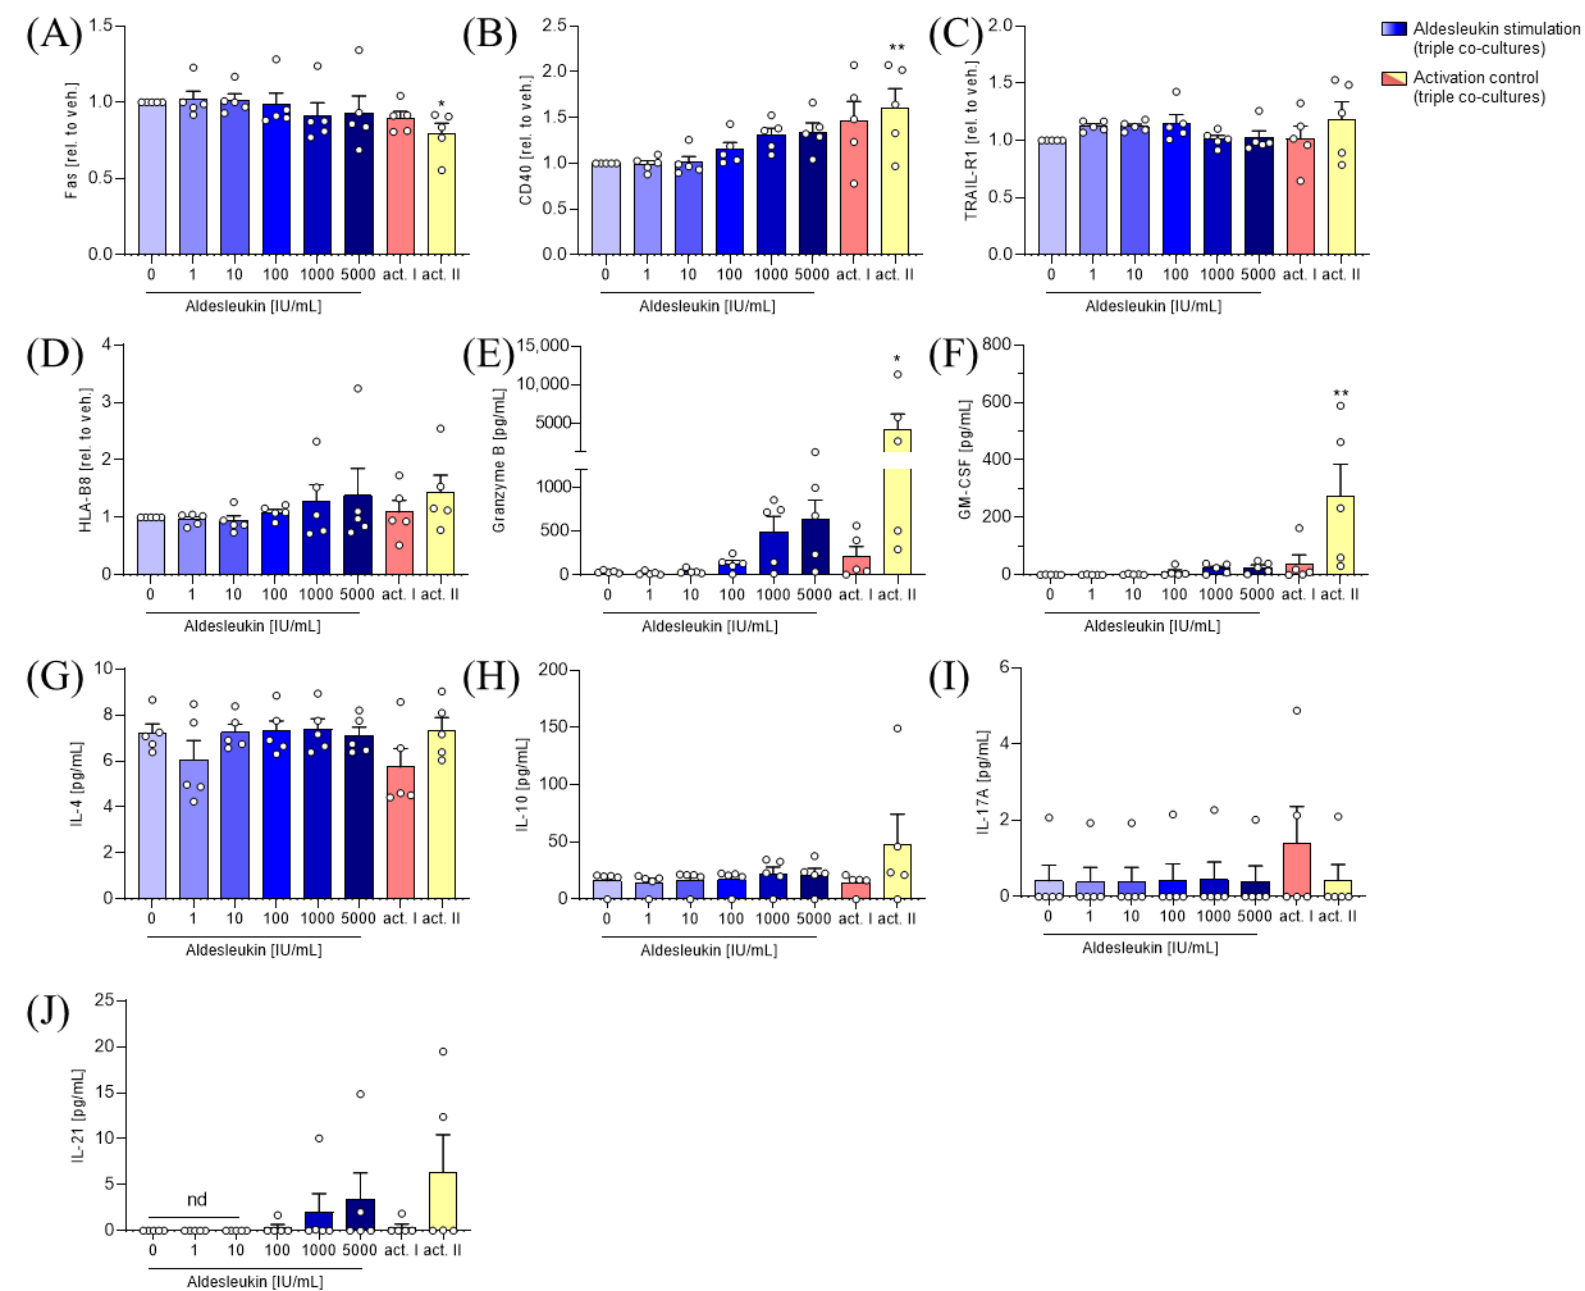 (A)
1.5
1.0
0.5
0.0
Fas [rel. to veh.]
*
0 1 10 100 1000 5000 act. I act. II
Aldesleukin [IU/mL]
(B)
2.5
2.0
1.5
1.0
0.5
0.0
CD40 [rel. to veh.]
**
0 1 10 100 1000 5000 act. I act. II
Aldesleukin [IU/mL]
(C)
2.0
1.5
1.0
0.5
0.0
TRAIL-R1 [rel. to veh.]
0 1 10 100 1000 5000 act. I act. II
Aldesleukin [IU/mL]
Aldesleukin stimulation
(triple co-cultures)
Activation control
(triple co-cultures)
(D)
4
3
2
1
0
HLA-B8 [rel. to veh.]
0 1 10 100 1000 5000 act. I act. II
Aldesleukin [IU/mL]
(E)
15,000
10,000
5000
1000
500
0
Granzyme B [pg/mL]
*
0 1 10 100 1000 5000 act. I act. II
Aldesleukin [IU/mL]
(F)
800
600
400
200
0
GM-CSF [pg/mL]
**
0 1 10 100 1000 5000 act. I act. II
Aldesleukin [IU/mL]
(G)
10
8
6
4
2
0
IL-4 [pg/mL]
0 1 10 100 1000 5000 act. I act. II
Aldesleukin [IU/mL]
(H)
200
150
100
50
0
IL-10 [pg/mL]
0 1 10 100 1000 5000 act. I act. II
Aldesleukin [IU/mL]
(I)
6
4
2
0
IL-17A [pg/mL]
0 1 10 100 1000 5000 act. I act. II
Aldesleukin [IU/mL]
(J)
25
20
15
10
5
0
IL-21 [pg/mL]
nd
0 1 10 100 1000 5000 act. I act. II
Aldesleukin [IU/mL]